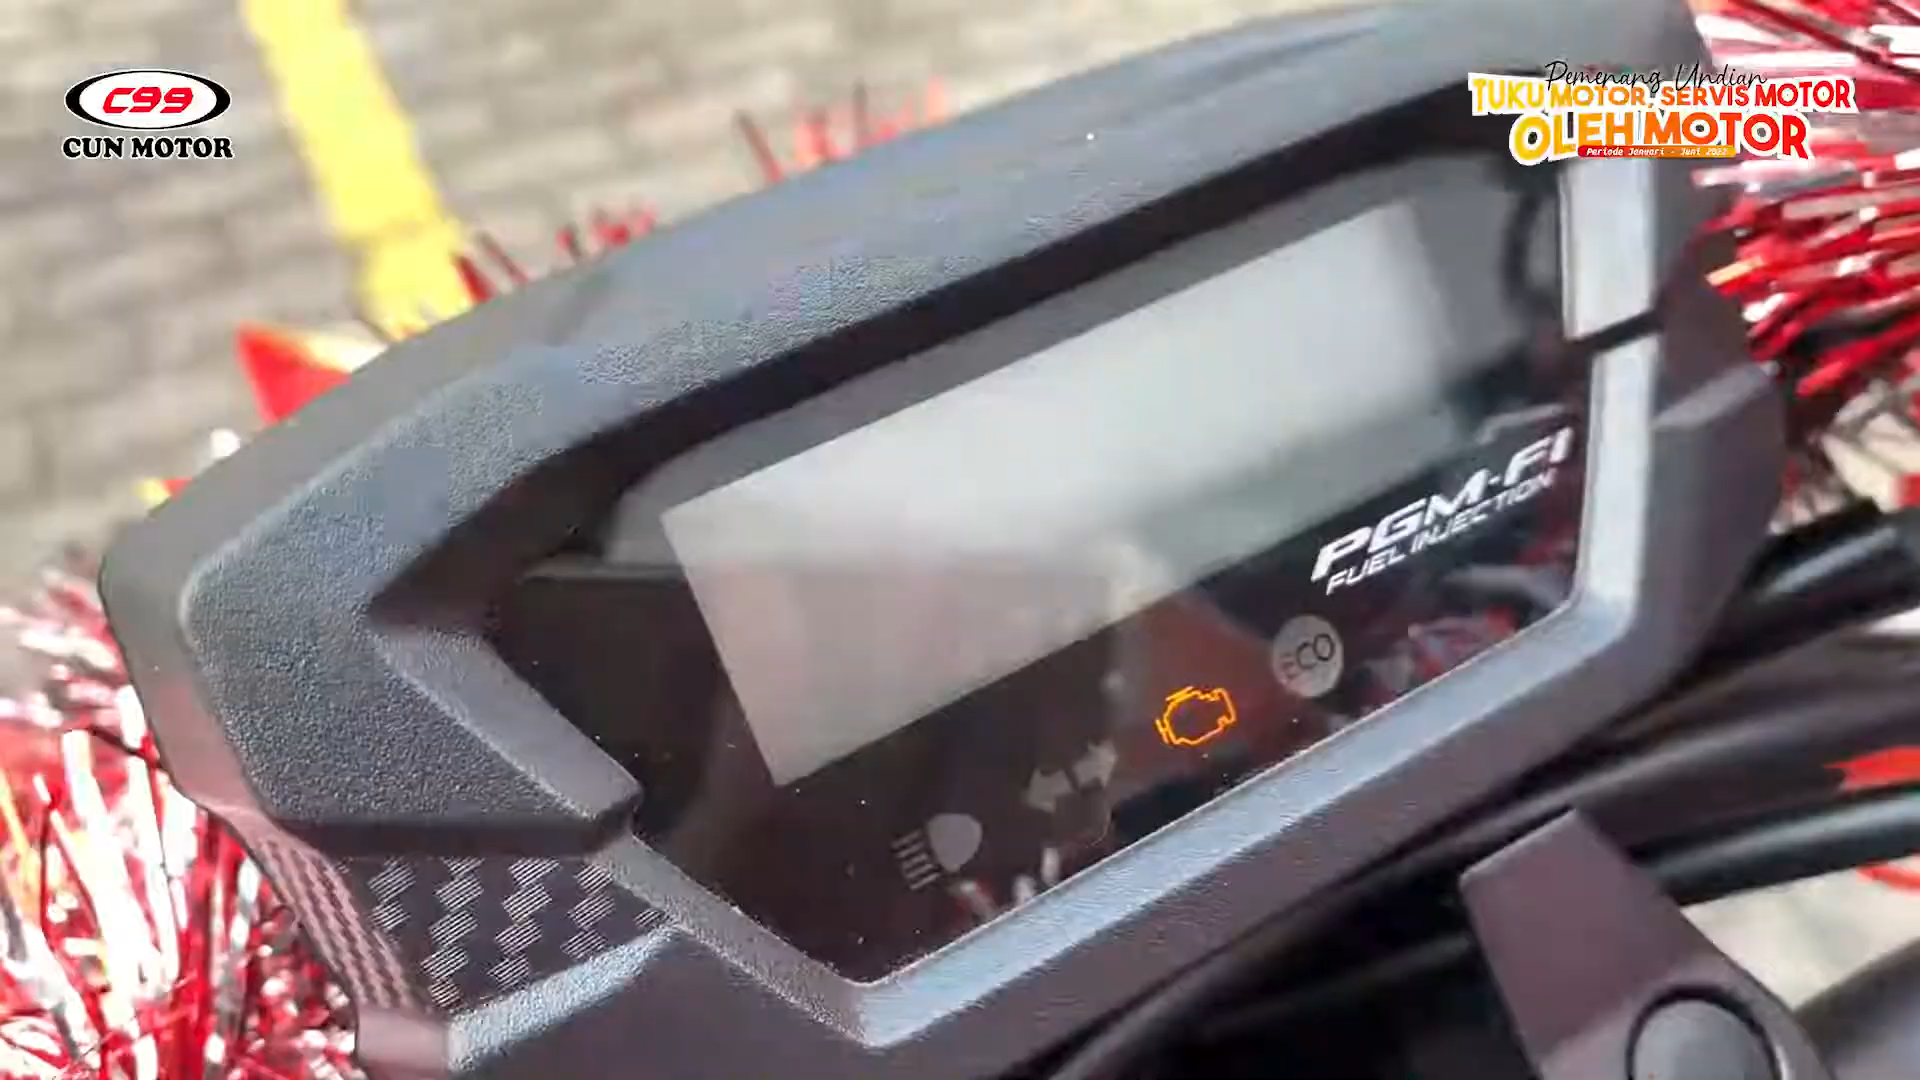 C99
CUN MOTOR
Pemenang Undian
TUKU MOTOR, SERVIS MOTOR
OLEH MOTOR
Periode Januari - Juni 2022
PGM-FI
FUEL INJECTION
ECO